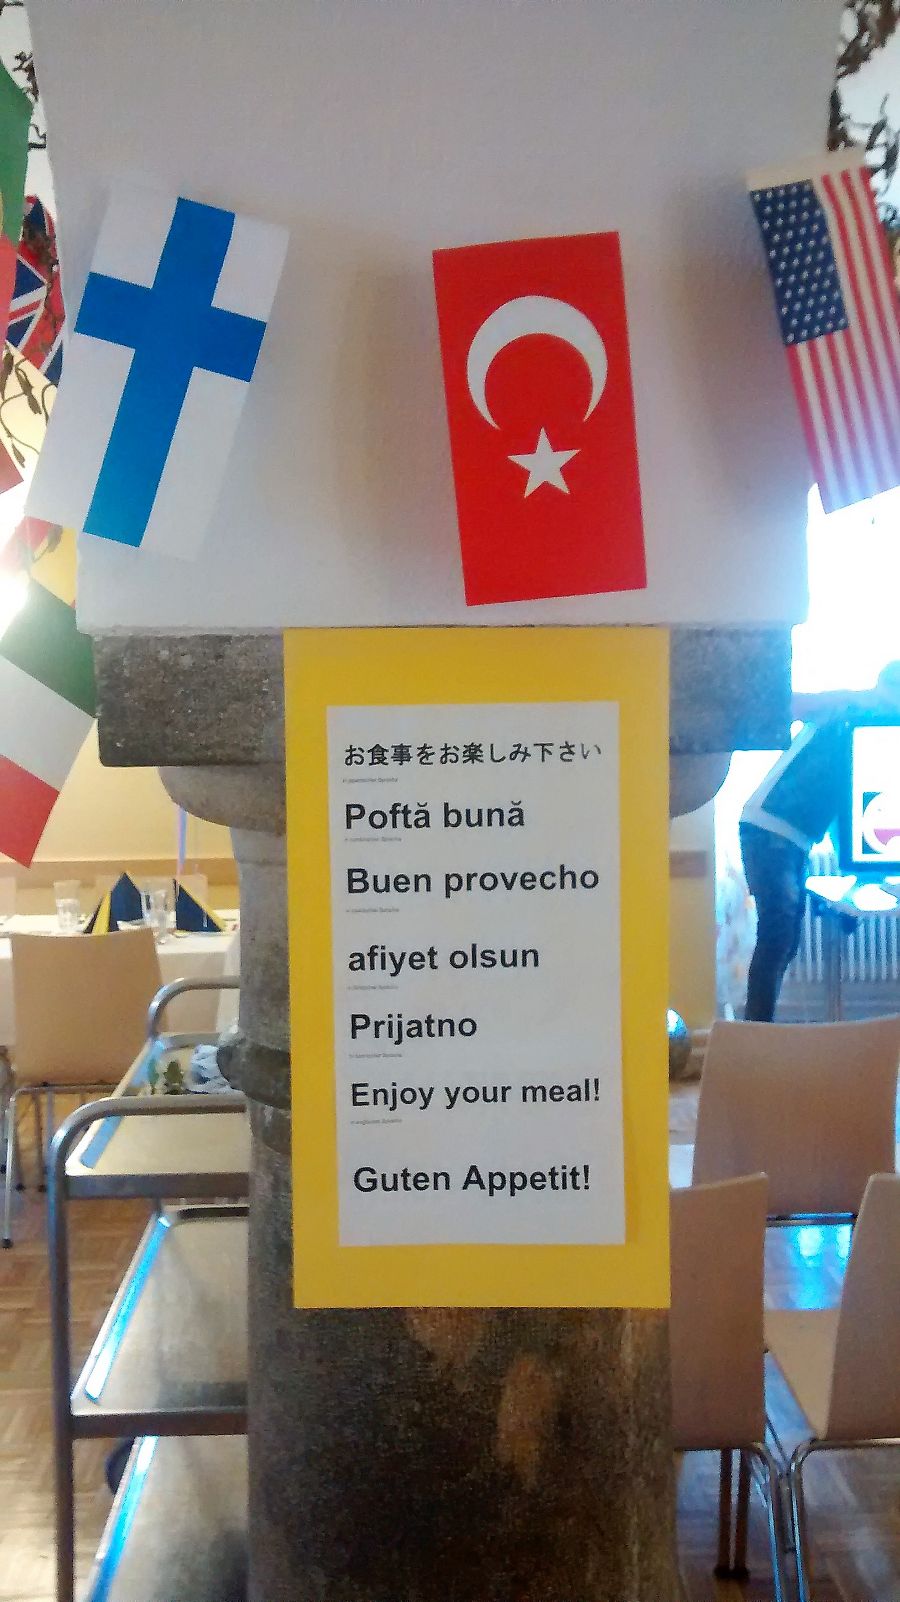 お食事をお楽しみ下さい
Poftă bună
Buen provecho
afiyet olsun
Prijatno
Enjoy your meal!
Guten Appetit!